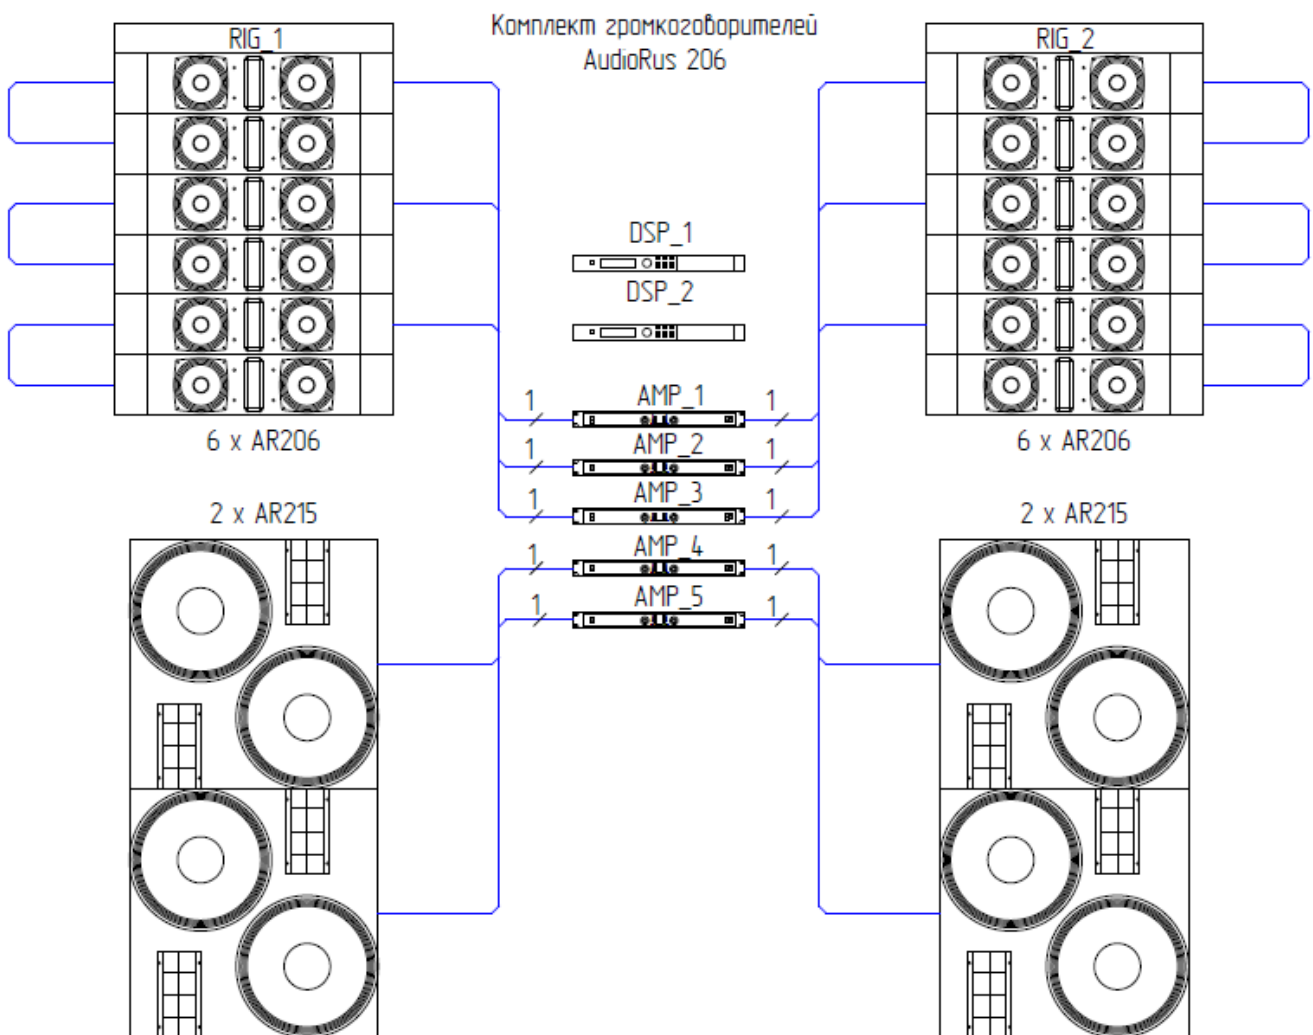 Комплект громкоговорителей
AudioRus 206
RIG_1
RIG_2
DSP_1
DSP_2
1 AMP_1 1
1 AMP_2 1
1 AMP_3 1
1 AMP_4 1
1 AMP_5 1
6 x AR206
6 x AR206
2 x AR215
2 x AR215